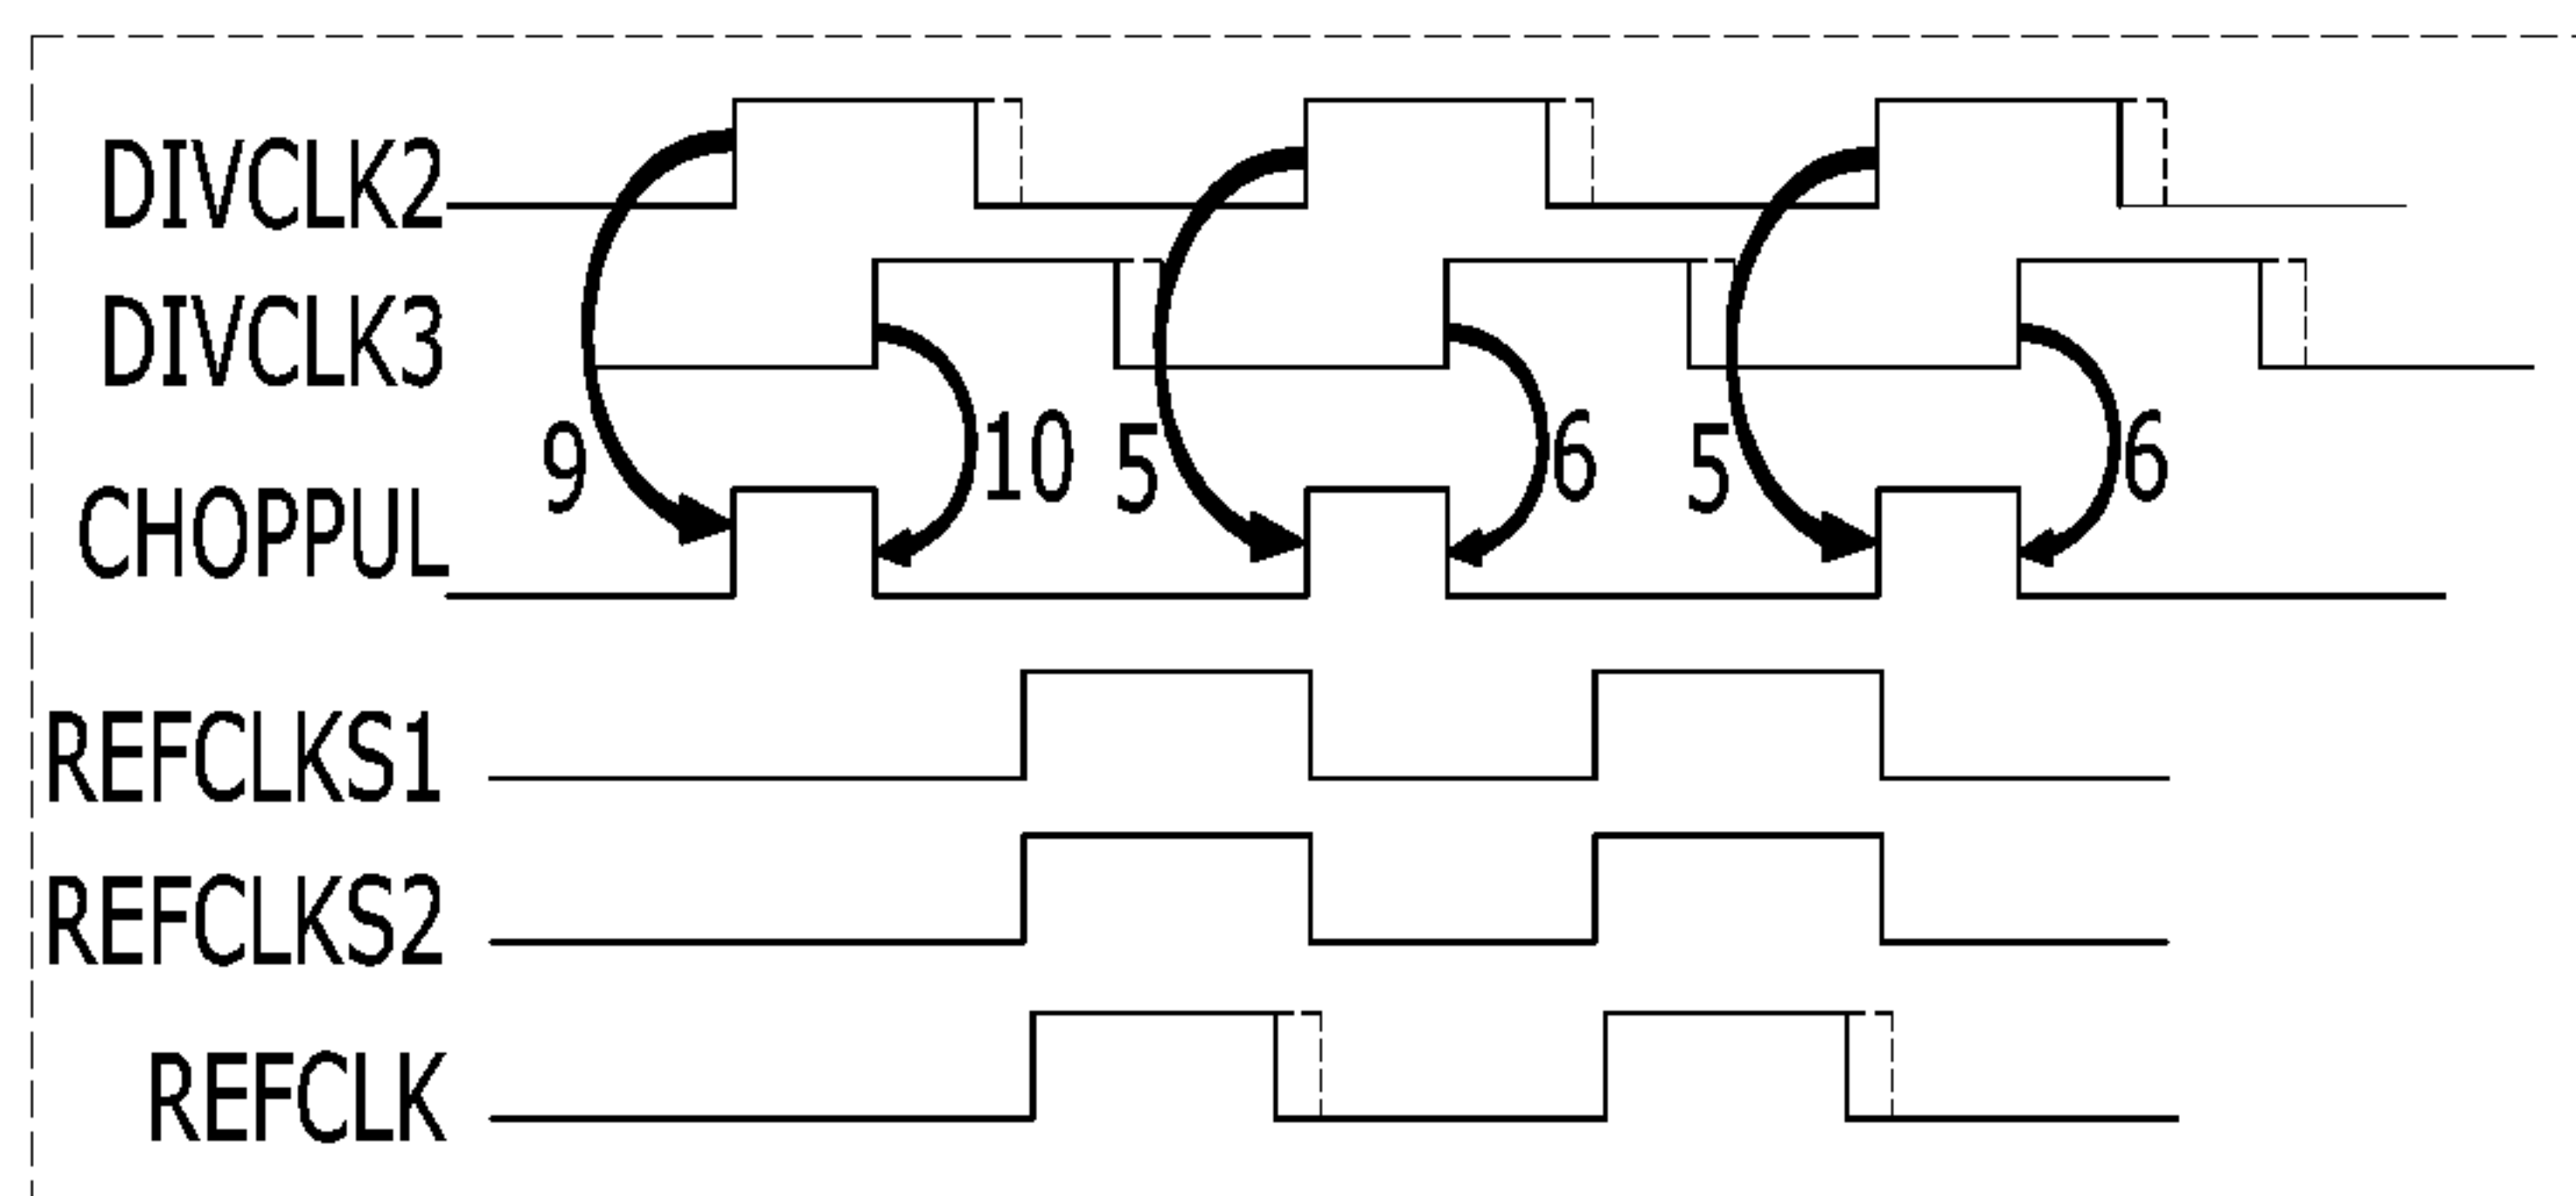 DIVCLK2
DIVCLK3
9 10 5 6 5 6
CHOPPUL
REFCLKS1
REFCLKS2
REFCLK